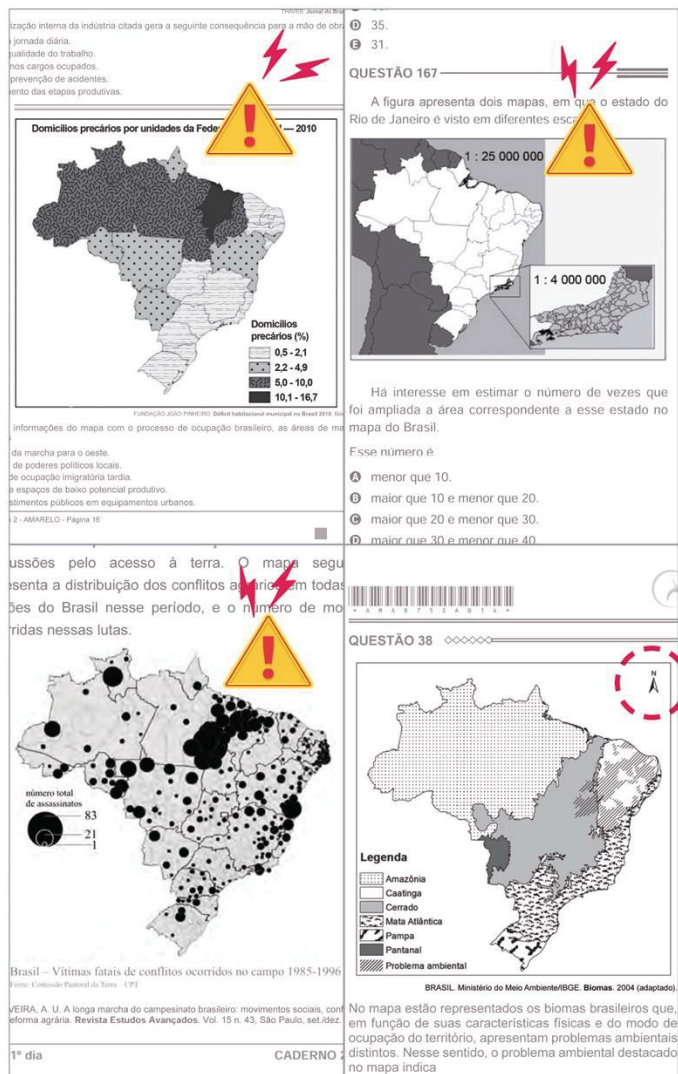 THAVES. Jornal do Bras
ização interna da indústria citada gera a seguinte consequência para a mão de obra
jornada diária.
qualidade do trabalho.
nos cargos ocupados.
prevenção de acidentes.
ento das etapas produtivas.
Domicílios precários por unidades da Feder
l — 2010
Domicílios
precários (%)
0,5 - 2,1
2,2 - 4,9
5,0 - 10,0
10,1 - 16,7
FUNDAÇÃO JOÃO PINHEIRO. Déficit habitacional municipal no Brasil 2010.
informações do mapa com o processo de ocupação brasileiro, as áreas de ma
da marcha para o oeste.
de poderes políticos locais.
de ocupação imigratória tardia.
e espaços de baixo potencial produtivo.
stimentos públicos em equipamentos urbanos.
2 - AMARELO - Página 16
D 35.
E 31.
QUESTÃO 167
A figura apresenta dois mapas, em que o estado do
Rio de Janeiro é visto em diferentes esca
1 : 25 000 000
1 : 4 000 000
Há interesse em estimar o número de vezes que
foi ampliada a área correspondente a esse estado no
mapa do Brasil.
Esse número é
A menor que 10.
B maior que 10 e menor que 20.
C maior que 20 e menor que 30.
D maior que 30 e menor que 40.
ussões pelo acesso à terra. O mapa segu
esenta a distribuição dos conflitos agrários em todas
ões do Brasil nesse período, e o número de mo
rridas nessas lutas.
número total
de assassinatos
83
21
1
Brasil – Vítimas fatais de conflitos ocorridos no campo 1985-1996
Fonte: Comissão Pastoral da Terra – CPT
VEIRA, A. U. A longa marcha do campesinato brasileiro: movimentos sociais, conf
eforma agrária. Revista Estudos Avançados. Vol. 15 n. 43, São Paulo, set./dez.
1º dia
CADERNO 2
*AMAR75SAB14*
QUESTÃO 38
N
Legenda
Amazônia
Caatinga
Cerrado
Mata Atlântica
Pampa
Pantanal
Problema ambiental
BRASIL. Ministério do Meio Ambiente/IBGE. Biomas. 2004 (adaptado).
No mapa estão representados os biomas brasileiros que,
em função de suas características físicas e do modo de
ocupação do território, apresentam problemas ambientais
distintos. Nesse sentido, o problema ambiental destacado
no mapa indica